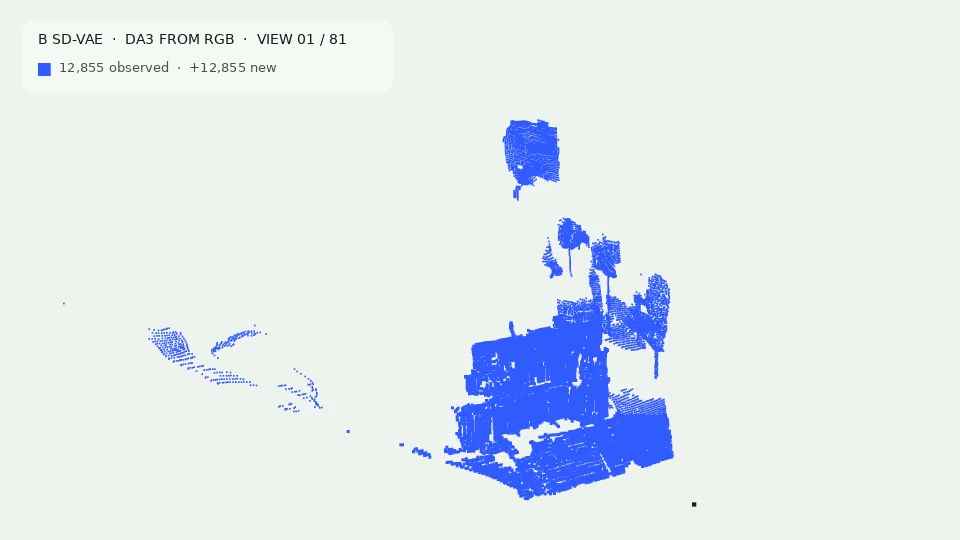 B SD-VAE · DA3 FROM RGB · VIEW 01 / 81
12,855 observed · +12,855 new